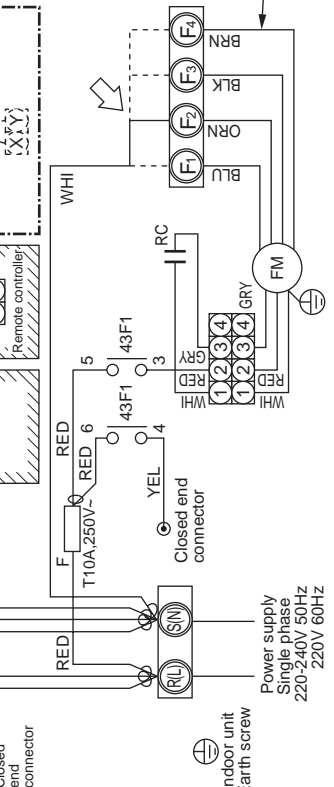 X
Y
Remote controller
WHI
F4
F3
F2
F1
BRN
BLK
ORN
BLU
RC
FM
GRY
4
3
2
1
4
3
2
1
GRY
RED
WHI
RED
WHI
43F1
5
3
43F1
6
4
RED
RED
YEL
Closed end
connector
F
T10A,250V~
RED
S(N)
R(L)
Power supply
Single phase
220-240V 50Hz
220V 60Hz
Closed
end
connector
ndoor unit
arth screw